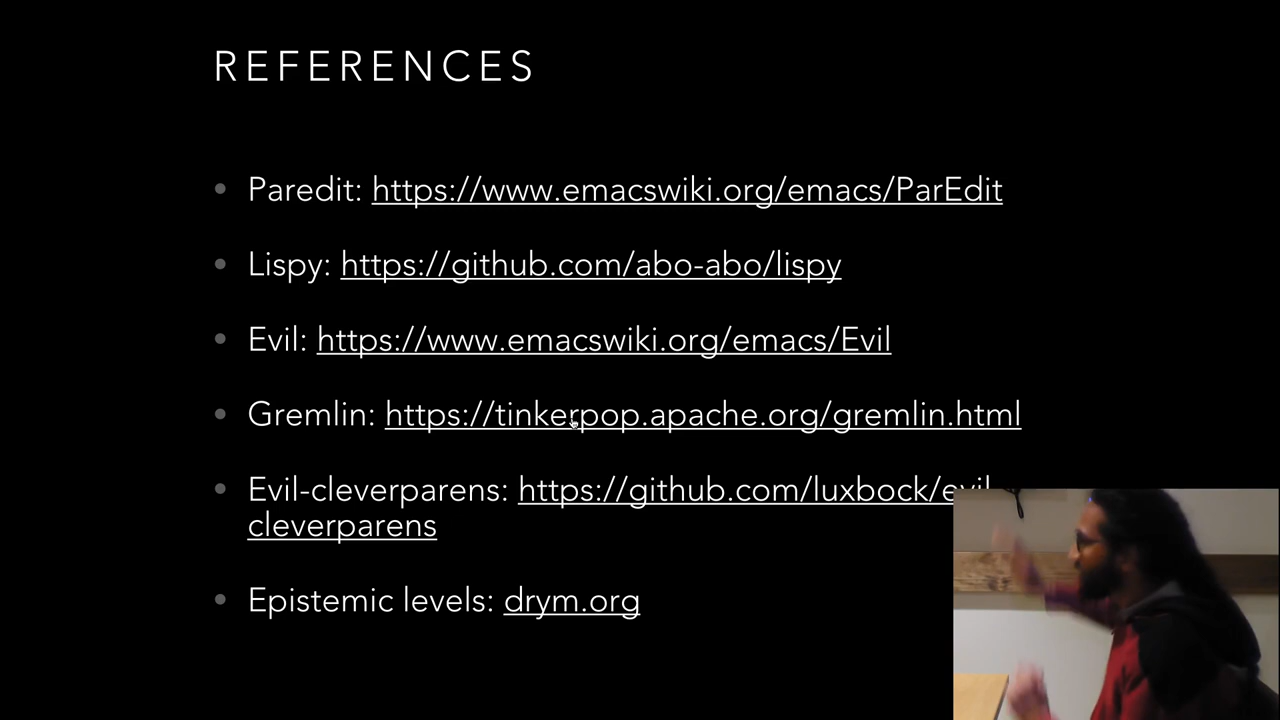 REFERENCES
• Paredit: https://www.emacswiki.org/emacs/ParEdit
• Lispy: https://github.com/abo-abo/lispy
• Evil: https://www.emacswiki.org/emacs/Evil
• Gremlin: https://tinkerpop.apache.org/gremlin.html
• Evil-cleverparens: https://github.com/luxbock/evil-
cleverparens
• Epistemic levels: drym.org